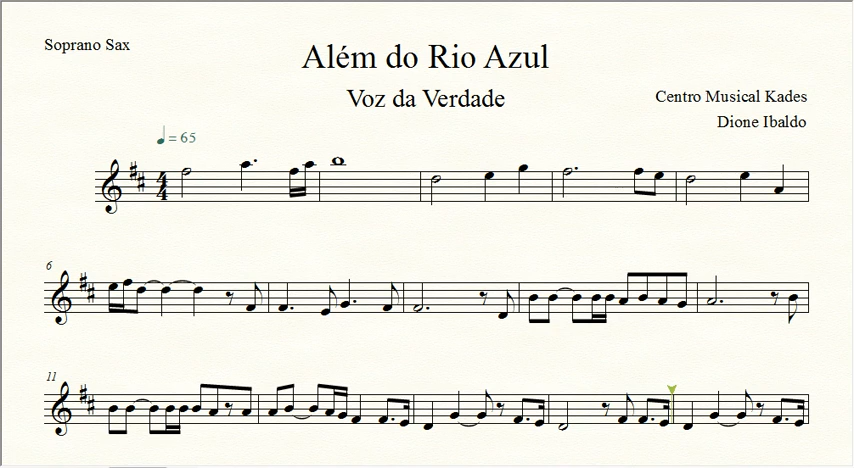 Soprano Sax
Além do Rio Azul
Voz da Verdade
Centro Musical Kades
Dione Ibaldo
= 65
4
4
6
11